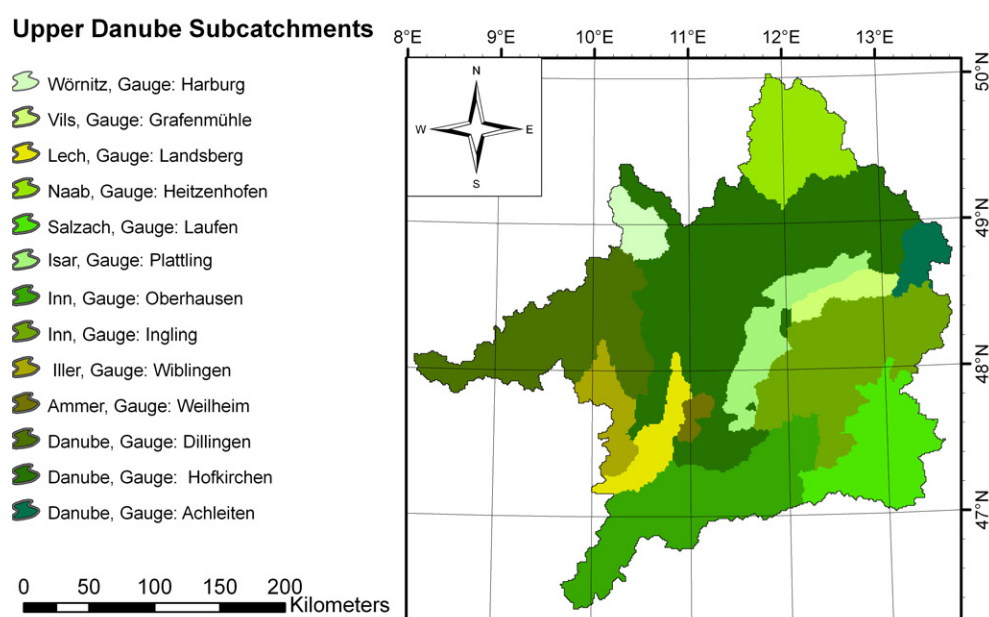 Upper Danube Subcatchments
Wörnitz, Gauge: Harburg
Vils, Gauge: Grafenmühle
Lech, Gauge: Landsberg
Naab, Gauge: Heitzenhofen
Salzach, Gauge: Laufen
Isar, Gauge: Plattling
Inn, Gauge: Oberhausen
Inn, Gauge: Ingling
Iller, Gauge: Wiblingen
Ammer, Gauge: Weilheim
Danube, Gauge: Dillingen
Danube, Gauge: Hofkirchen
Danube, Gauge: Achleiten
0 50 100 150 200
Kilometers
8°E 9°E 10°E 11°E 12°E 13°E
N
W E
S
50°N
49°N
48°N
47°N